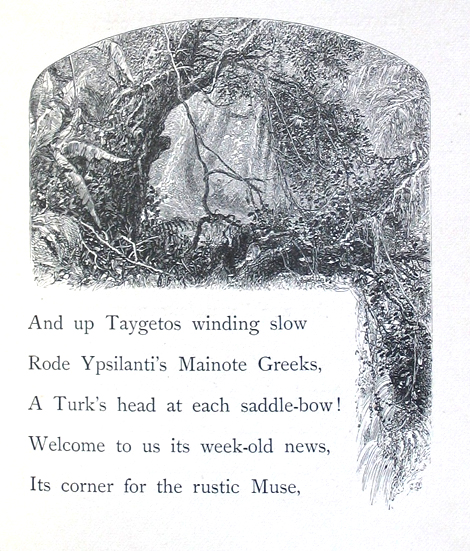 And up Taygetos winding slow
Rode Ypsilanti's Mainote Greeks,
A Turk's head at each saddle-bow!
Welcome to us its week-old news,
Its corner for the rustic Muse,